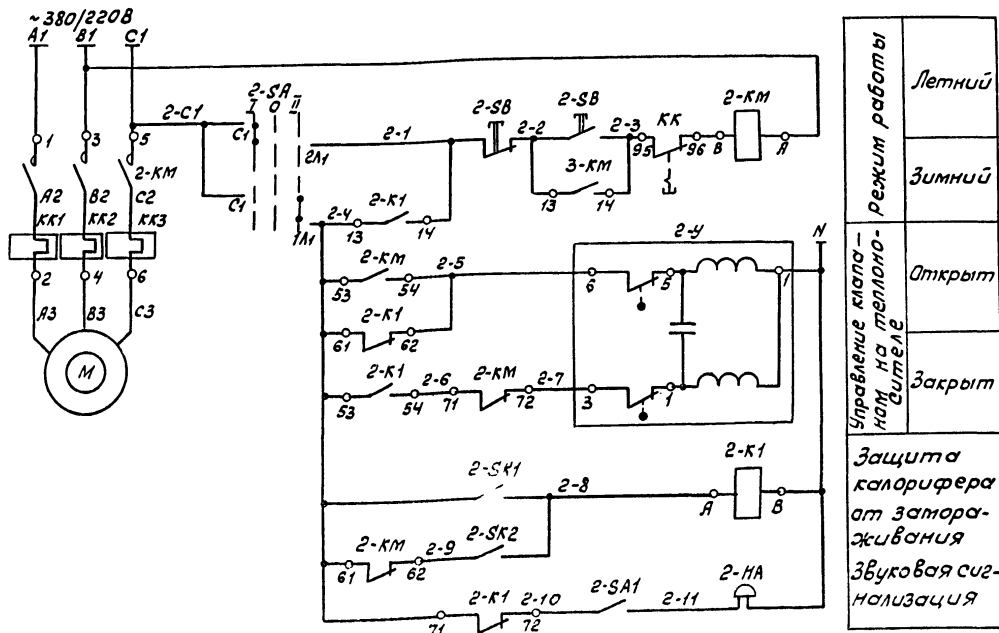 ~380/220В
А1 В1 С1
2-С1
2-SA
I 0 II
С1
2Л1
2-1
2-SB
2-2
2-SB
2-3
КК
2-КМ
95
96
В
А
3-КМ
13
14
1
3
5
2-КМ
А2
В2
С2
КК1
КК2
КК3
2
4
6
А3
В3
С3
М
С1
1Л1
2-4
2-К1
13
14
2-КМ
2-5
53
54
2-К1
61
62
2-К1
2-6
2-КМ
2-7
53
54
71
72
2-У
6
5
1
3
1
N
2-SK1
2-8
2-К1
А
В
2-КМ
2-9
2-SK2
61
62
2-К1
2-10
2-SA1
2-11
2-НА
71
72
Режим работы
Летний
Зимний
Управление клапа-
ном на теплоно-
сителе
Открыт
Закрыт
Защита
калорифера
от замора-
живания
Звуковая сиг-
нализация